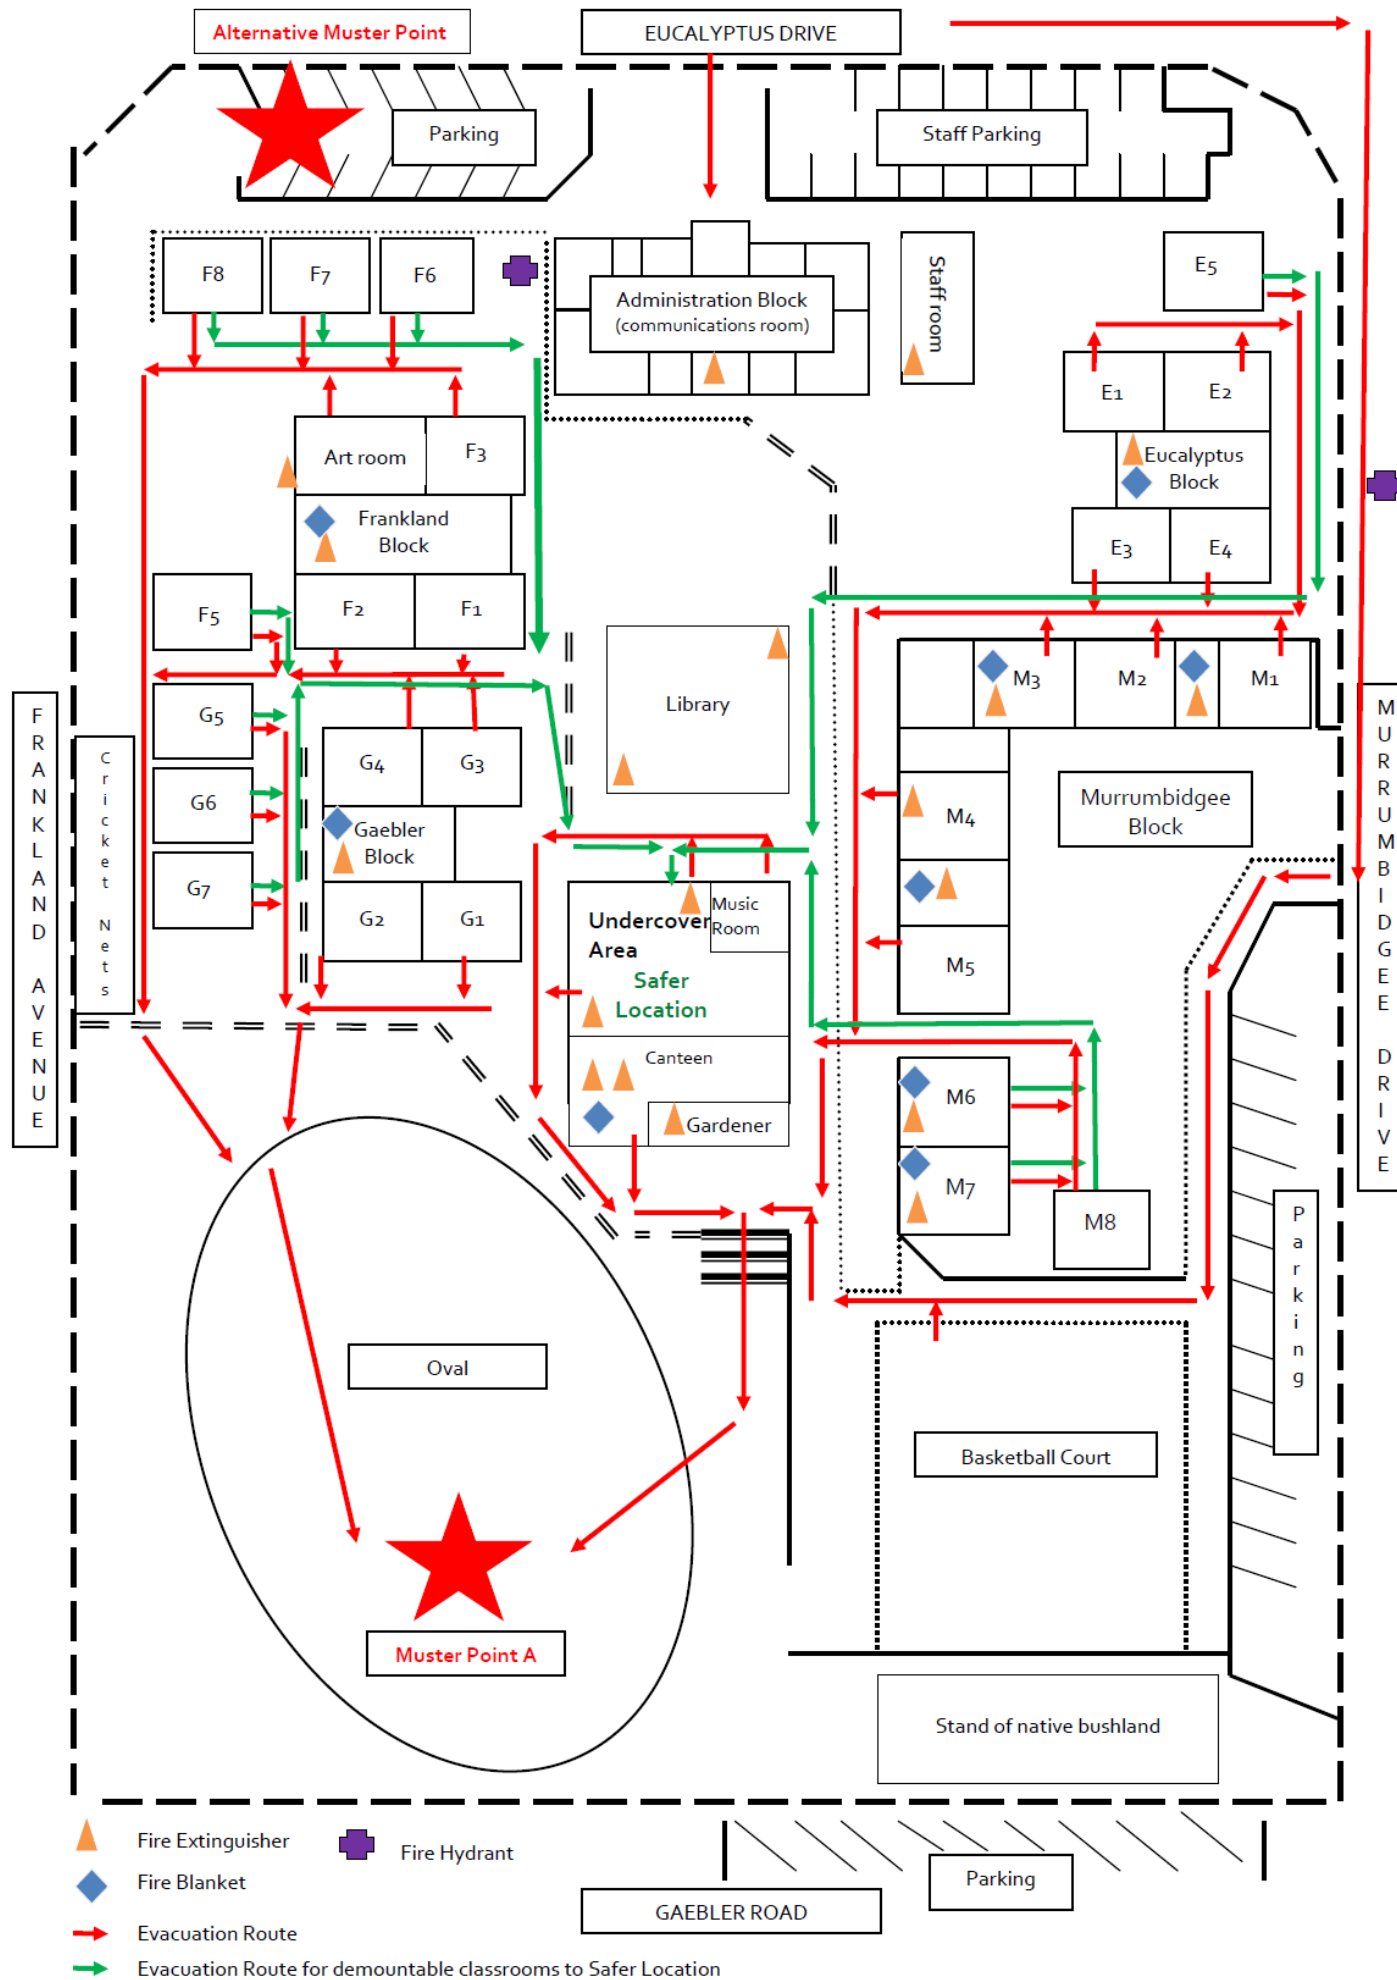 Alternative Muster Point
EUCALYPTUS DRIVE
Parking
Staff Parking
F8
F7
F6
Administration Block
(communications room)
Staff room
E5
E1
E2
Art room
F3
Eucalyptus
Block
Frankland
Block
E3
E4
F5
F2
F1
Library
M3
M2
M1
FRANKLAND AVENUE
Cricket Nets
G5
G4
G3
MURRUMBIDGEE DRIVE
G6
Gaebler
Block
M4
Murrumbidgee
Block
G7
G2
G1
Undercover
Area
Music
Room
Safer
Location
M5
Canteen
Gardener
M6
M7
M8
Parking
Oval
Basketball Court
Muster Point A
Stand of native bushland
Fire Extinguisher
Fire Hydrant
Fire Blanket
Parking
GAEBLER ROAD
Evacuation Route
Evacuation Route for demountable classrooms to Safer Location